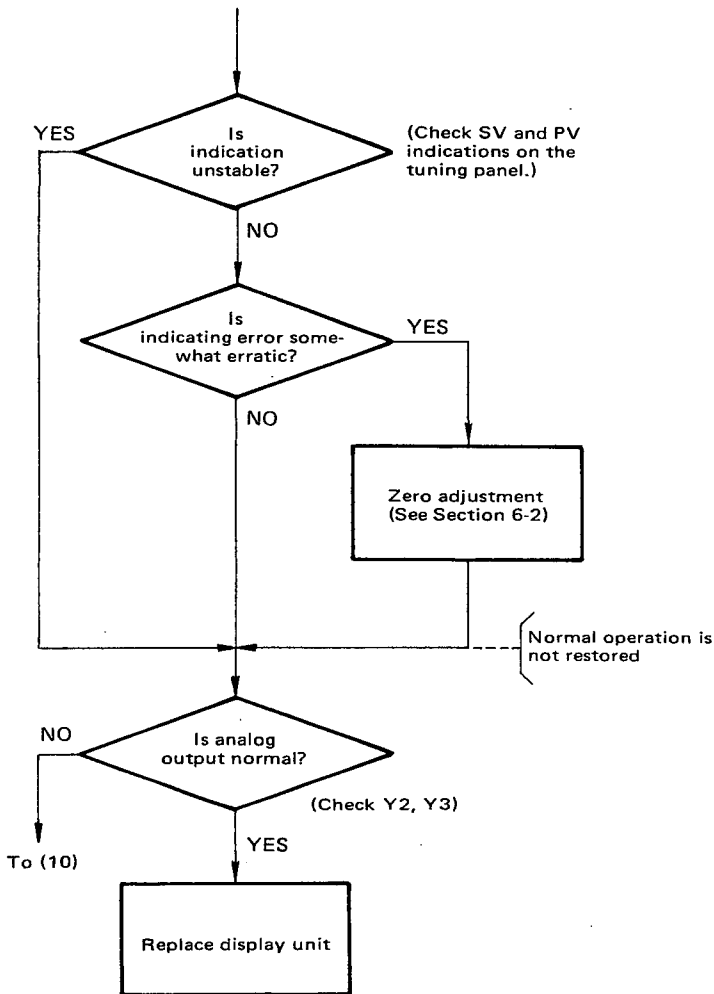 YES
Is
indication
unstable?
(Check SV and PV
indications on the
tuning panel.)
NO
Is
indicating error some-
what erratic?
YES
NO
Zero adjustment
(See Section 6-2)
Normal operation is
not restored
NO
Is analog
output normal?
(Check Y2, Y3)
YES
To (10)
Replace display unit